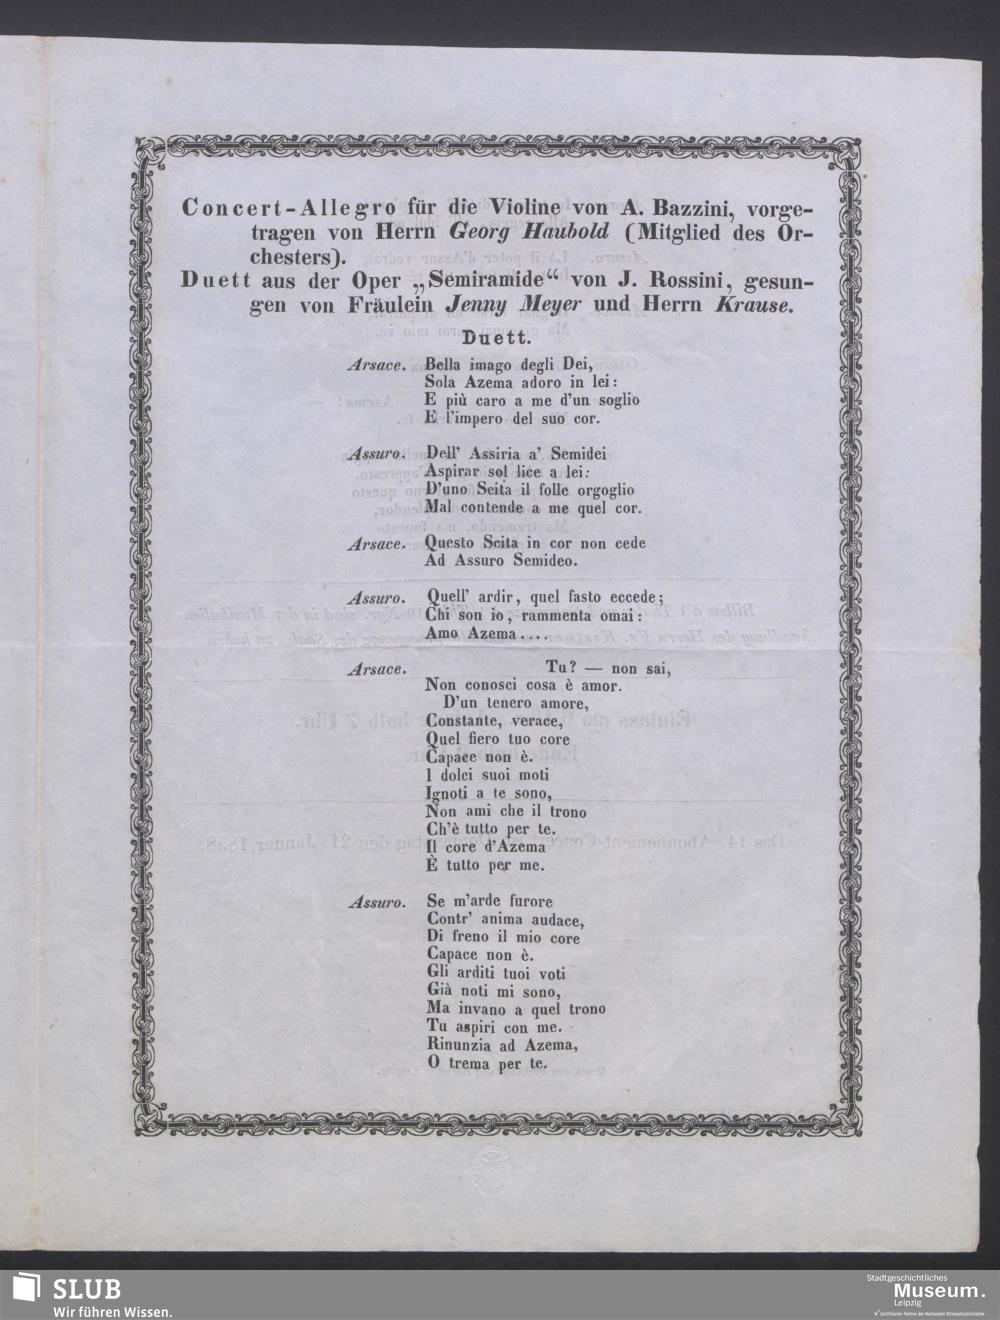 Concert-Allegro für die Violine von A. Bazzini, vorge-
tragen von Herrn Georg Haubold (Mitglied des Or-
chesters).
Duett aus der Oper „Semiramide“ von J. Rossini, gesun-
gen von Fräulein Jenny Meyer und Herrn Krause.
Duett.
Arsace. Bella imago degli Dei,
Sola Azema adoro in lei:
E più caro a me d'un soglio
E l'impero del suo cor.
Assuro. Dell' Assiria a' Semidei
Aspirar sol lice a lei:
D'uno Scita il folle orgoglio
Mal contende a me quel cor.
Arsace. Questo Scita in cor non cede
Ad Assuro Semideo.
Assuro. Quell' ardir, quel fasto eccede;
Chi son io, rammenta omai:
Amo Azema....
Arsace. Tu? — non sai,
Non conosci cosa è amor.
D'un tenero amore,
Constante, verace,
Quel fiero tuo core
Capace non è.
I dolci suoi moti
Ignoti a te sono,
Non ami che il trono
Ch'è tutto per te.
Il core d'Azema
È tutto per me.
Assuro. Se m'arde furore
Contr' anima audace,
Di freno il mio core
Capace non è.
Gli arditi tuoi voti
Già noti mi sono,
Ma invano a quel trono
Tu aspiri con me.
Rinunzia ad Azema,
O trema per te.
SLUB
Wir führen Wissen.
Stadtgeschichtliches
Museum.
Leipzig
Zertifizierter Partner der Nationalen Klimaschutzinitiative